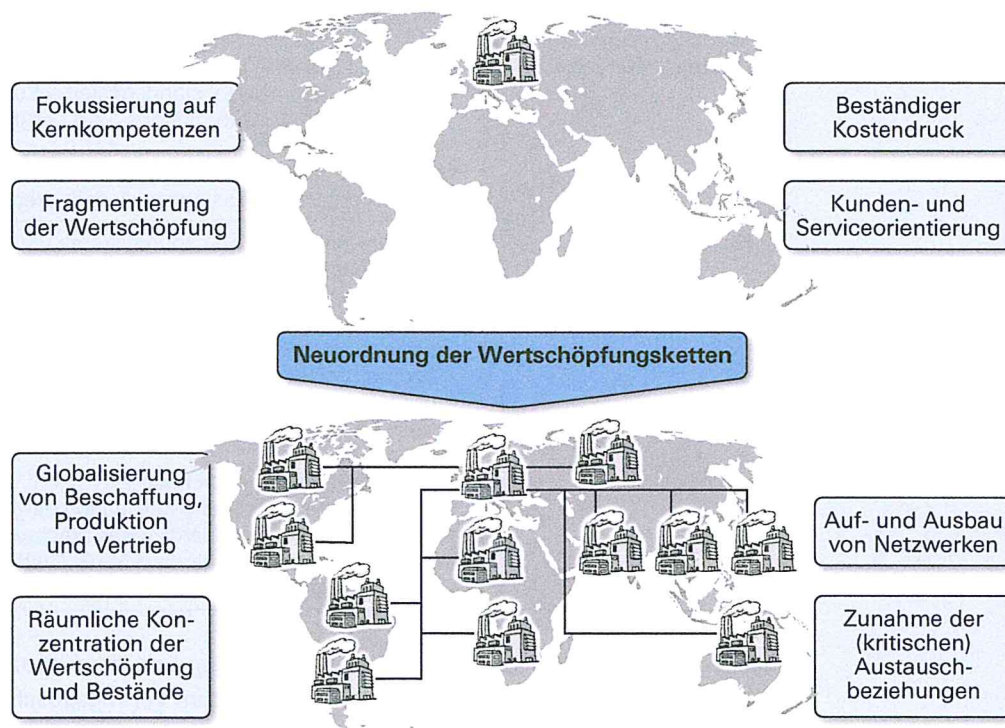 Fokussierung auf
Kernkompetenzen
Beständiger
Kostendruck
Fragmentierung
der Wertschöpfung
Kunden- und
Serviceorientierung
Neuordnung der Wertschöpfungsketten
Globalisierung
von Beschaffung,
Produktion
und Vertrieb
Auf- und Ausbau
von Netzwerken
Räumliche Kon-
zentration der
Wertschöpfung
und Bestände
Zunahme der
(kritischen)
Austausch-
beziehungen